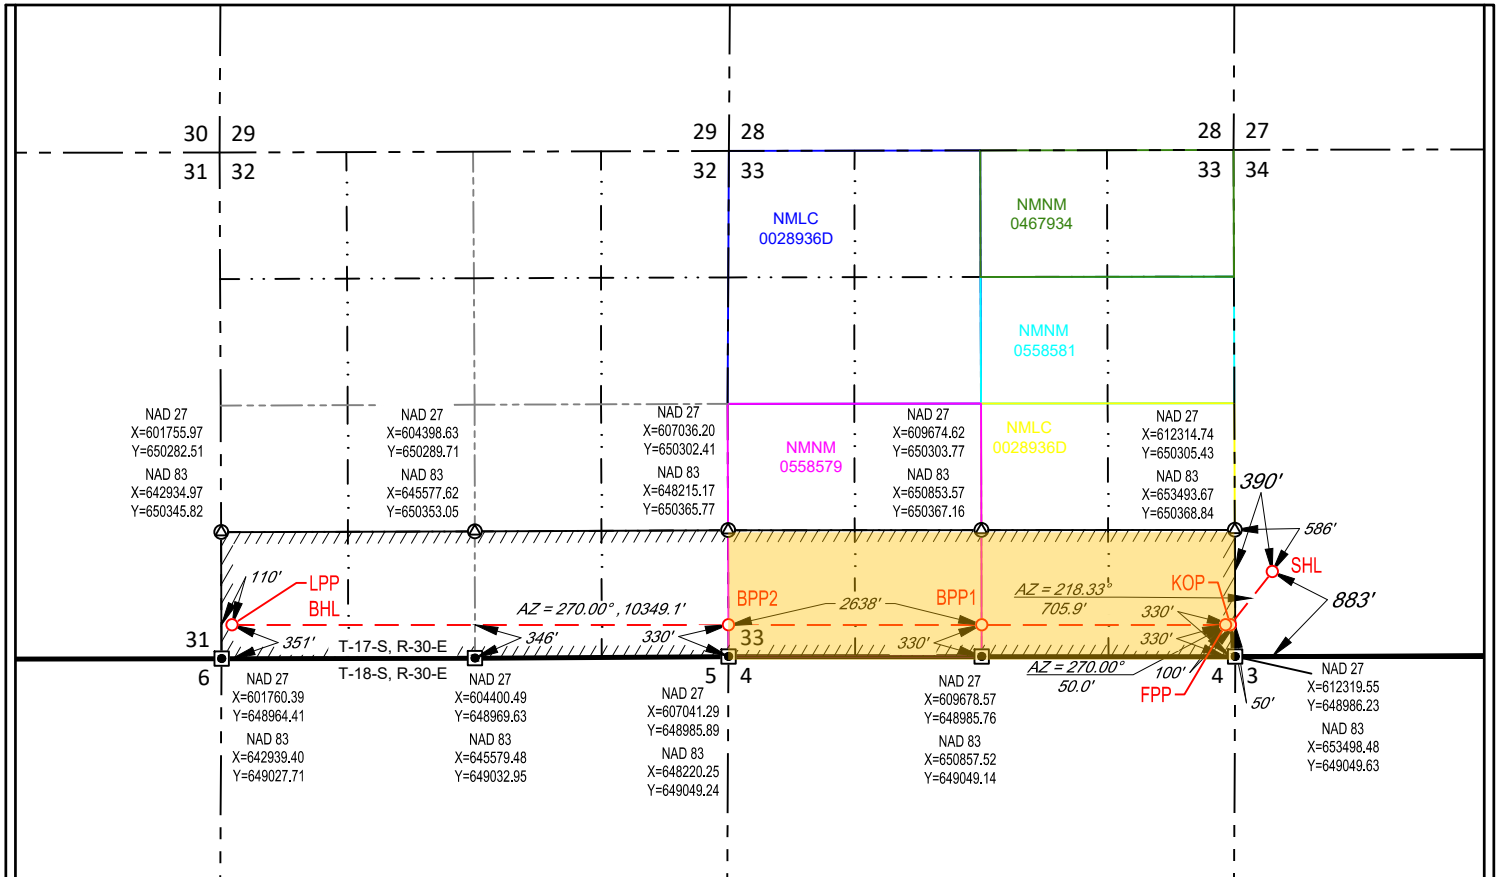 30 29
29 28
28 27
31 32
32 33
33 34
NMLC
0028936D
NMNM
0467934
NMNM
0558581
NAD 27
X=601755.97
Y=650282.51
NAD 83
X=642934.97
Y=650345.82
NAD 27
X=604398.63
Y=650289.71
NAD 83
X=645577.62
Y=650353.05
NAD 27
X=607036.20
Y=650302.41
NAD 83
X=648215.17
Y=650365.77
NMNM
0558579
NAD 27
X=609674.62
Y=650303.77
NAD 83
X=650853.57
Y=650367.16
NMLC
0028936D
NAD 27
X=612314.74
Y=650305.43
NAD 83
X=653493.67
Y=650368.84
390'
586'
SHL
883'
110'
LPP
BHL
AZ = 270.00°, 10349.1'
BPP2
2638'
BPP1
AZ = 218.33°
705.9'
KOP
330'
330'
31
351'
T-17-S, R-30-E
346'
330'
33
330'
6
T-18-S, R-30-E
5 4
AZ = 270.00°
50.0'
100'
FPP
4 3
50'
NAD 27
X=601760.39
Y=648964.41
NAD 83
X=642939.40
Y=649027.71
NAD 27
X=604400.49
Y=648969.63
NAD 83
X=645579.48
Y=649032.95
NAD 27
X=607041.29
Y=648985.89
NAD 83
X=648220.25
Y=649049.24
NAD 27
X=609678.57
Y=648985.76
NAD 83
X=650857.52
Y=649049.14
NAD 27
X=612319.55
Y=648986.23
NAD 83
X=653498.48
Y=649049.63